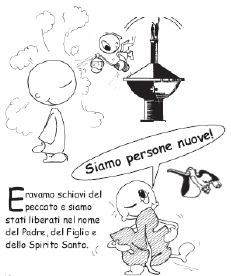 Siamo persone nuove!
Eravamo schiavi del
peccato e siamo
stati liberati nel nome
del Padre, del Figlio e
dello Spirito Santo.